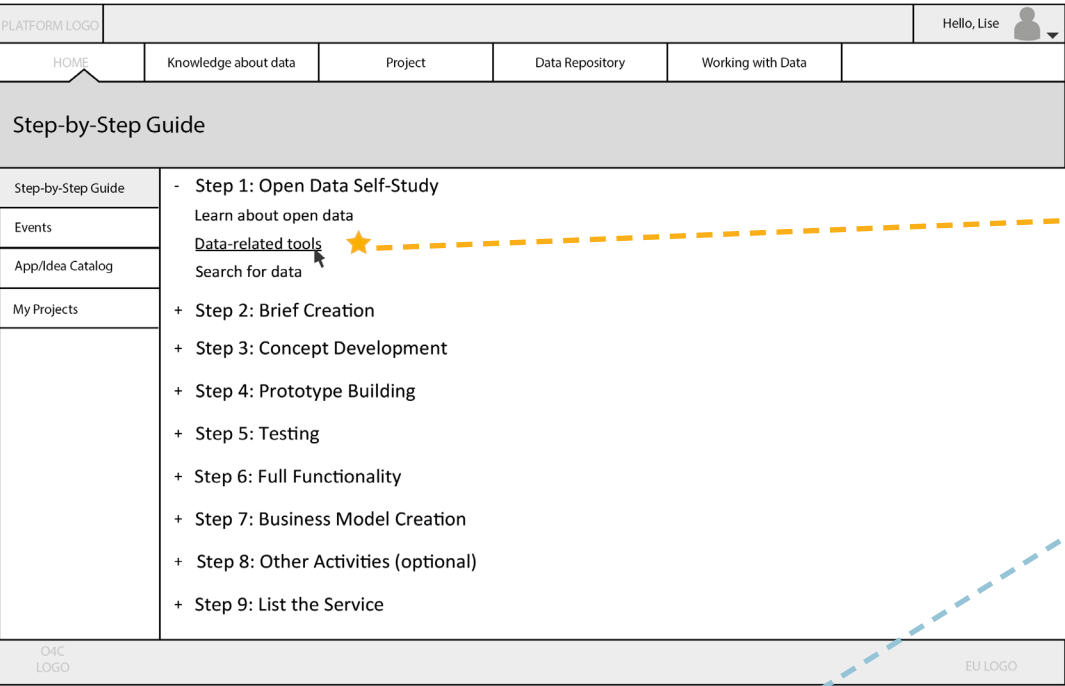 PLATFORM LOGO
Hello, Lise
HOME
Knowledge about data
Project
Data Repository
Working with Data
Step-by-Step Guide
Step-by-Step Guide
Events
App/Idea Catalog
My Projects
- Step 1: Open Data Self-Study
Learn about open data
Data-related tools
Search for data
+ Step 2: Brief Creation
+ Step 3: Concept Development
+ Step 4: Prototype Building
+ Step 5: Testing
+ Step 6: Full Functionality
+ Step 7: Business Model Creation
+ Step 8: Other Activities (optional)
+ Step 9: List the Service
O4C
LOGO
EU LOGO